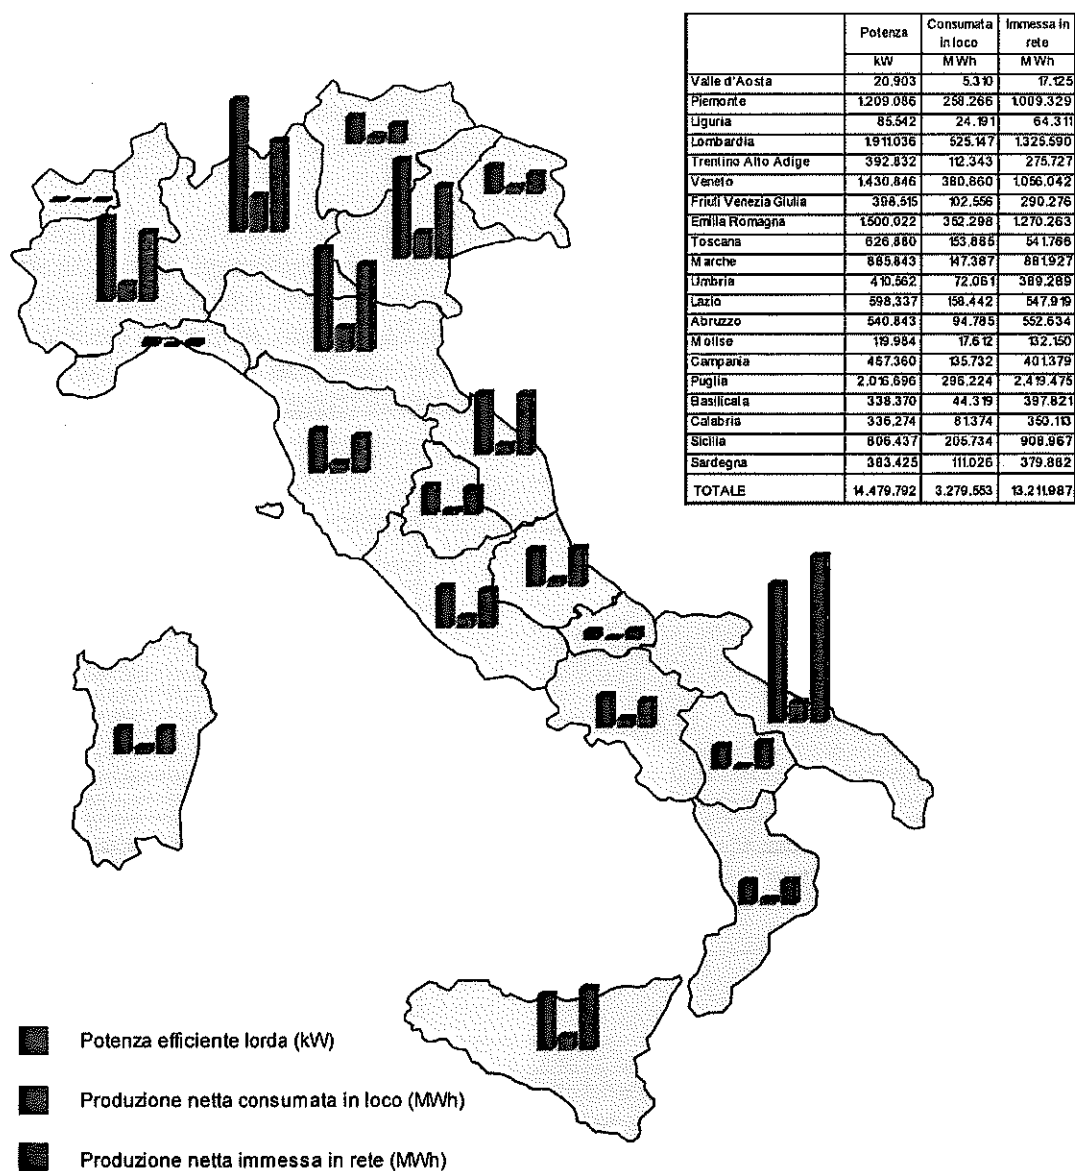 Potenza Consumata in loco Immessa in rete
kW MWh MWh
Valle d'Aosta 20.903 5.310 17.125
Piemonte 1.209.086 258.266 1.009.329
Liguria 85.542 24.191 64.311
Lombardia 1.911.036 525.147 1.325.590
Trentino Alto Adige 392.832 112.343 275.727
Veneto 1.430.846 380.860 1.056.042
Friuli Venezia Giulia 398.515 102.556 290.276
Emilia Romagna 1.500.022 352.298 1.270.263
Toscana 626.880 153.885 541.766
Marche 885.843 147.387 881.927
Umbria 410.562 72.061 389.289
Lazio 598.337 158.442 547.919
Abruzzo 540.843 94.785 552.634
Molise 119.984 17.612 132.150
Campania 467.360 135.732 401.379
Puglia 2.016.696 296.224 2.419.475
Basilicata 338.370 44.319 397.821
Calabria 336.274 81.374 350.113
Sicilia 806.437 205.734 908.967
Sardegna 383.425 111.026 379.882
TOTALE 14.479.792 3.279.553 13.211.987
Potenza efficiente lorda (kW)
Produzione netta consumata in loco (MWh)
Produzione netta immessa in rete (MWh)